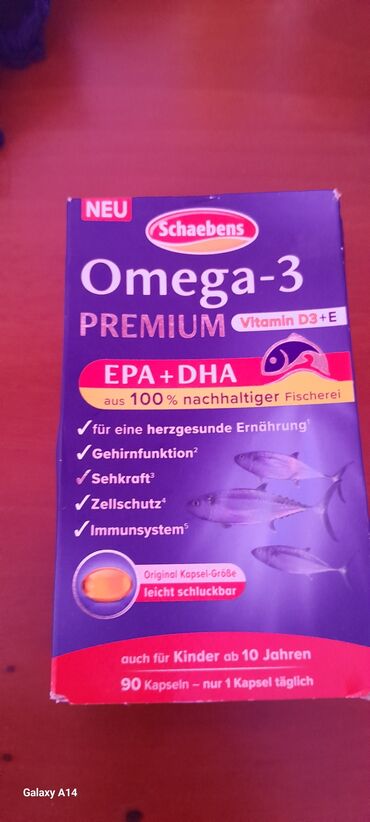 NEU
Schaebens
Omega-3
PREMIUM Vitamin D3+E
EPA+DHA
aus 100% nachhaltiger Fischerei
für eine herzgesunde Ernährung¹
Gehirnfunktion²
Sehkraft³
Zellschutz⁴
Immunsystem⁵
Original Kapsel-Größe
leicht schluckbar
auch für Kinder ab 10 Jahren
90 Kapseln – nur 1 Kapsel täglich
Galaxy A14